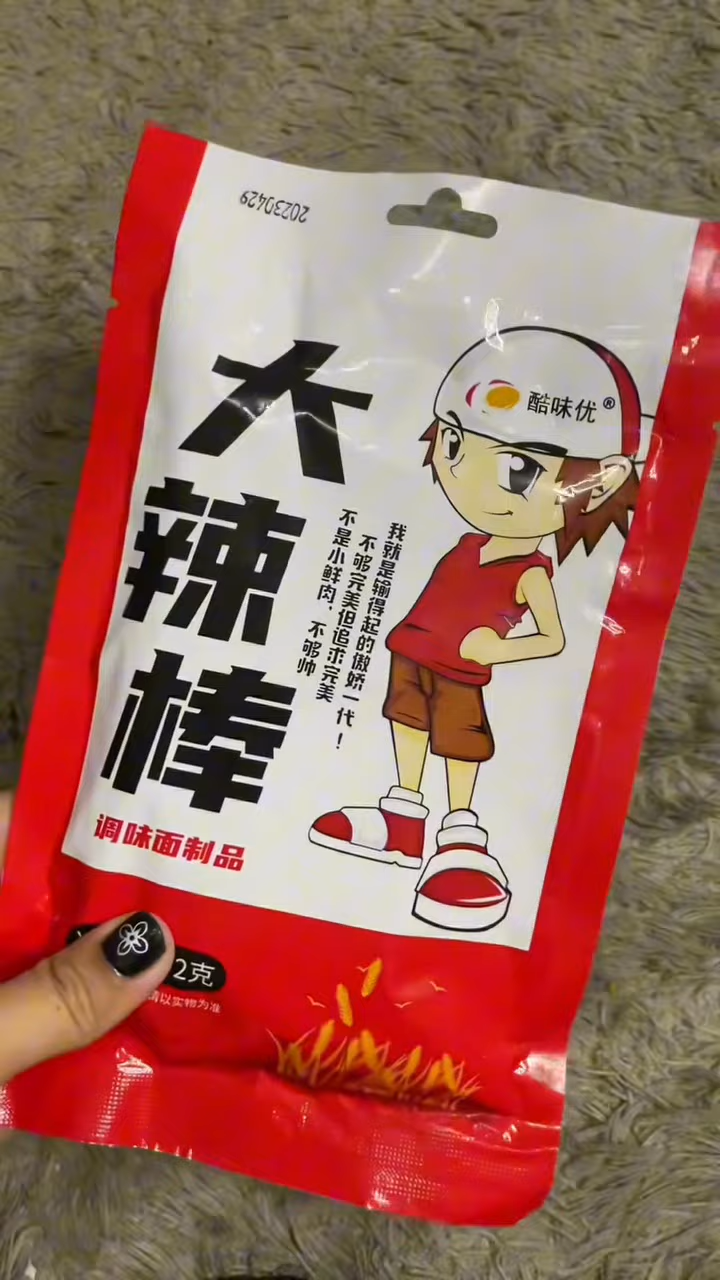 20230429
酷味优®
大辣棒
我就是输得起的傲娇一代！
不够完美但追求完美
不是小鲜肉，不够帅
调味面制品
2克
请以实物为准